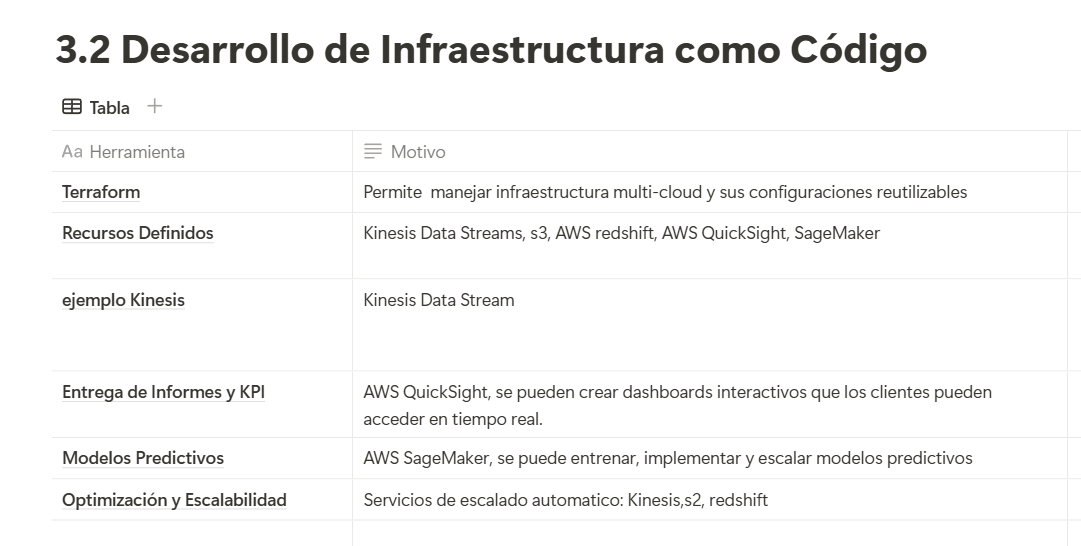 3.2 Desarrollo de Infraestructura como Código
Tabla
Aa Herramienta
Motivo
Terraform
Permite  manejar infraestructura multi-cloud y sus configuraciones reutilizables
Recursos Definidos
Kinesis Data Streams, s3, AWS redshift, AWS QuickSight, SageMaker
ejemplo Kinesis
Kinesis Data Stream
Entrega de Informes y KPI
AWS QuickSight, se pueden crear dashboards interactivos que los clientes pueden
acceder en tiempo real.
Modelos Predictivos
AWS SageMaker, se puede entrenar, implementar y escalar modelos predictivos
Optimización y Escalabilidad
Servicios de escalado automatico: Kinesis,s2, redshift